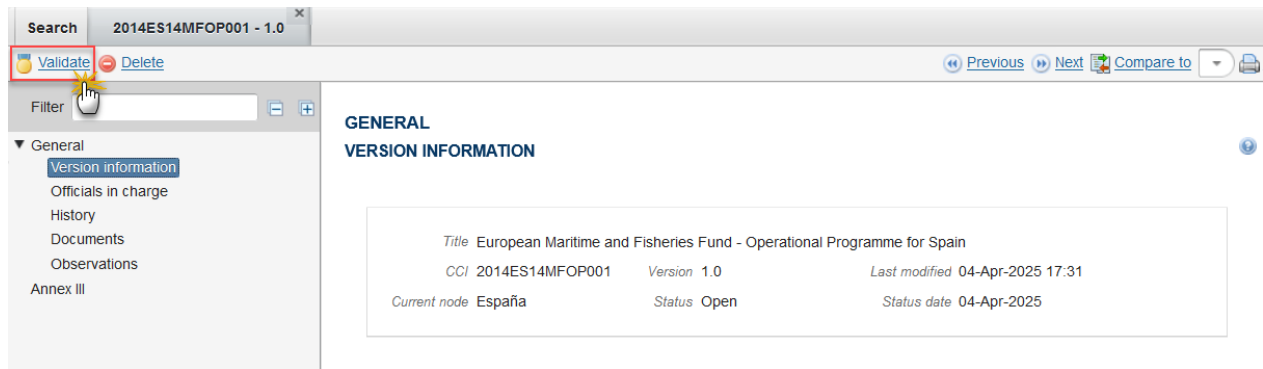 Search 2014ES14MFOP001 - 1.0
Validate Delete Previous Next Compare to
Filter
General
Version information
Officials in charge
History
Documents
Observations
Annex III
GENERAL
VERSION INFORMATION
Title European Maritime and Fisheries Fund - Operational Programme for Spain
CCI 2014ES14MFOP001 Version 1.0 Last modified 04-Apr-2025 17:31
Current node España Status Open Status date 04-Apr-2025